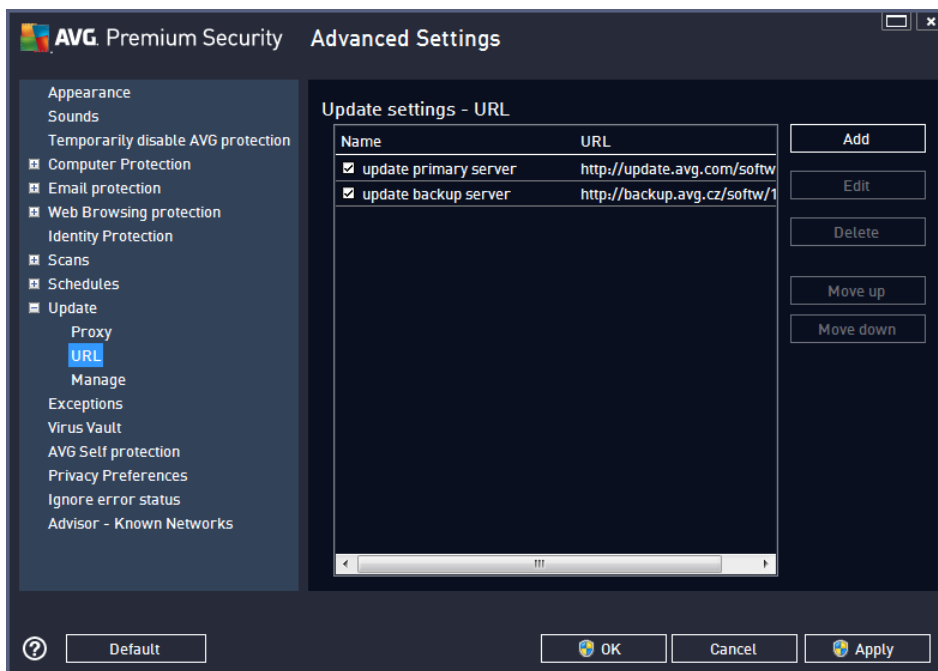 AVG Premium Security Advanced Settings
Appearance
Sounds
Temporarily disable AVG protection
Computer Protection
Email protection
Web Browsing protection
Identity Protection
Scans
Schedules
Update
Proxy
URL
Manage
Exceptions
Virus Vault
AVG Self protection
Privacy Preferences
Ignore error status
Advisor - Known Networks
Update settings - URL
Name URL
update primary server http://update.avg.com/softw
update backup server http://backup.avg.cz/softw/1
Add
Edit
Delete
Move up
Move down
Default
OK
Cancel
Apply